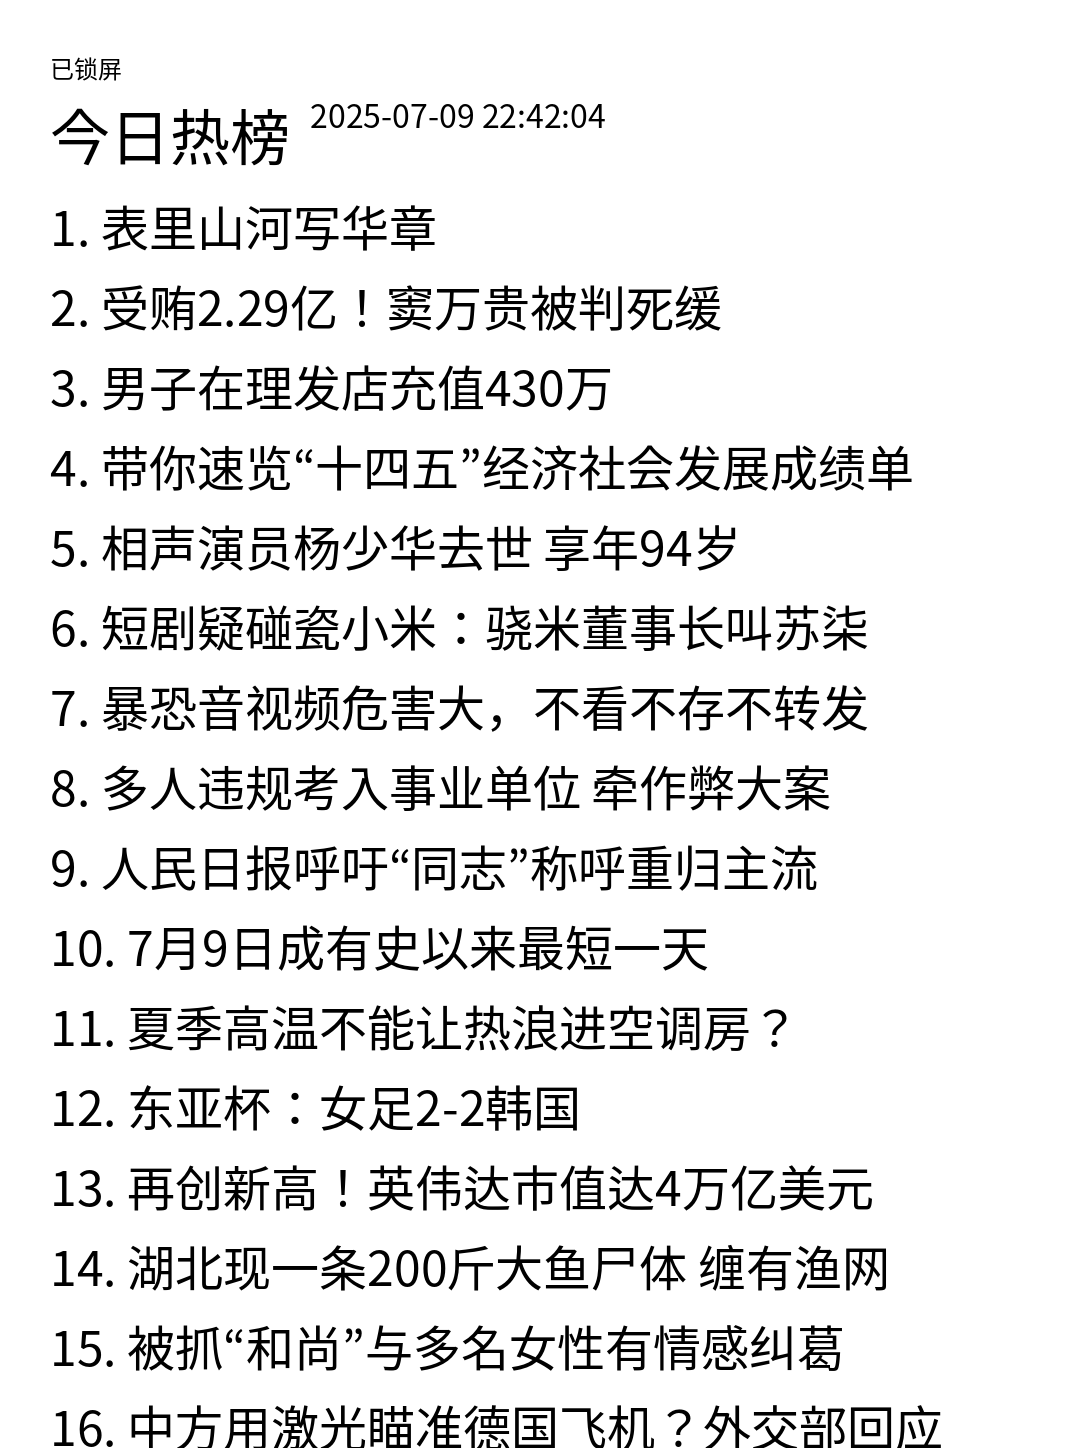 已锁屏
今日热榜 2025-07-09 22:42:04
1. 表里山河写华章
2. 受贿2.29亿！窦万贵被判死缓
3. 男子在理发店充值430万
4. 带你速览“十四五”经济社会发展成绩单
5. 相声演员杨少华去世 享年94岁
6. 短剧疑碰瓷小米：骁米董事长叫苏柒
7. 暴恐音视频危害大，不看不存不转发
8. 多人违规考入事业单位 牵作弊大案
9. 人民日报呼吁“同志”称呼重归主流
10. 7月9日成有史以来最短一天
11. 夏季高温不能让热浪进空调房？
12. 东亚杯：女足2-2韩国
13. 再创新高！英伟达市值达4万亿美元
14. 湖北现一条200斤大鱼尸体 缠有渔网
15. 被抓“和尚”与多名女性有情感纠葛
16. 中方用激光瞄准德国飞机？外交部回应